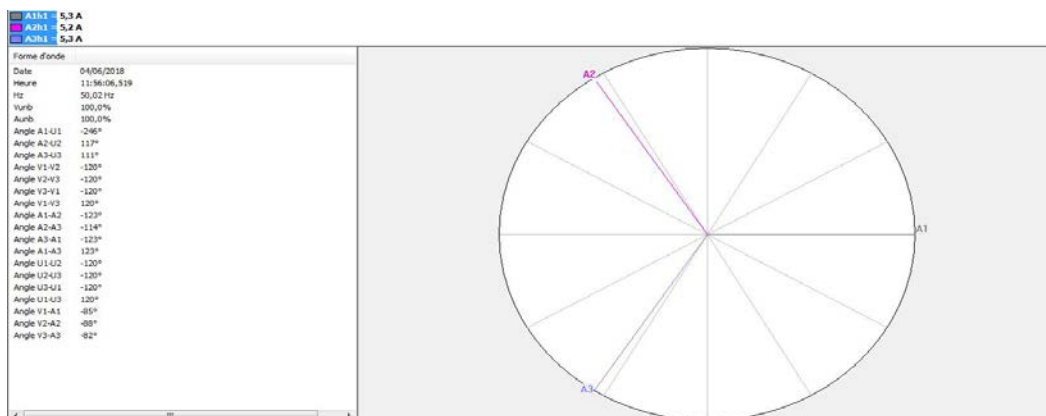 A1h1 = 5,3 A
A2h1 = 5,2 A
A3h1 = 5,3 A
Forme d'onde
Date 04/06/2018
Heure 11:56:06,519
Hz 50,02 Hz
Vunb 100,0%
Aunb 100,0%
Angle A1-U1 -246°
Angle A2-U2 117°
Angle A3-U3 111°
Angle V1-V2 -120°
Angle V2-V3 -120°
Angle V3-V1 -120°
Angle V1-V3 120°
Angle A1-A2 -123°
Angle A2-A3 -114°
Angle A3-A1 -123°
Angle A1-A3 123°
Angle U1-U2 -120°
Angle U2-U3 -120°
Angle U3-U1 -120°
Angle U1-U3 120°
Angle V1-A1 -85°
Angle V2-A2 -88°
Angle V3-A3 -82°
A2
A1
A3